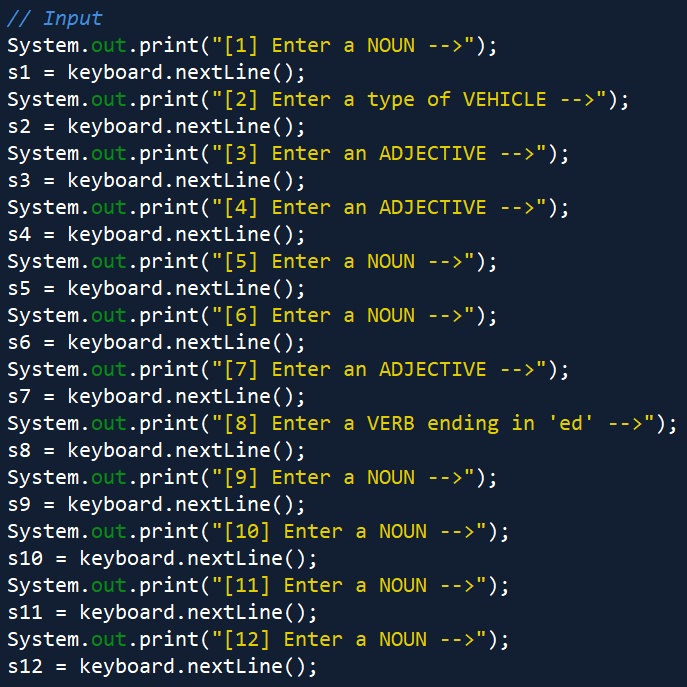 // Input
System.out.print("[1] Enter a NOUN -->");
s1 = keyboard.nextLine();
System.out.print("[2] Enter a type of VEHICLE -->");
s2 = keyboard.nextLine();
System.out.print("[3] Enter an ADJECTIVE -->");
s3 = keyboard.nextLine();
System.out.print("[4] Enter an ADJECTIVE -->");
s4 = keyboard.nextLine();
System.out.print("[5] Enter a NOUN -->");
s5 = keyboard.nextLine();
System.out.print("[6] Enter a NOUN -->");
s6 = keyboard.nextLine();
System.out.print("[7] Enter an ADJECTIVE -->");
s7 = keyboard.nextLine();
System.out.print("[8] Enter a VERB ending in 'ed' -->");
s8 = keyboard.nextLine();
System.out.print("[9] Enter a NOUN -->");
s9 = keyboard.nextLine();
System.out.print("[10] Enter a NOUN -->");
s10 = keyboard.nextLine();
System.out.print("[11] Enter a NOUN -->");
s11 = keyboard.nextLine();
System.out.print("[12] Enter a NOUN -->");
s12 = keyboard.nextLine();